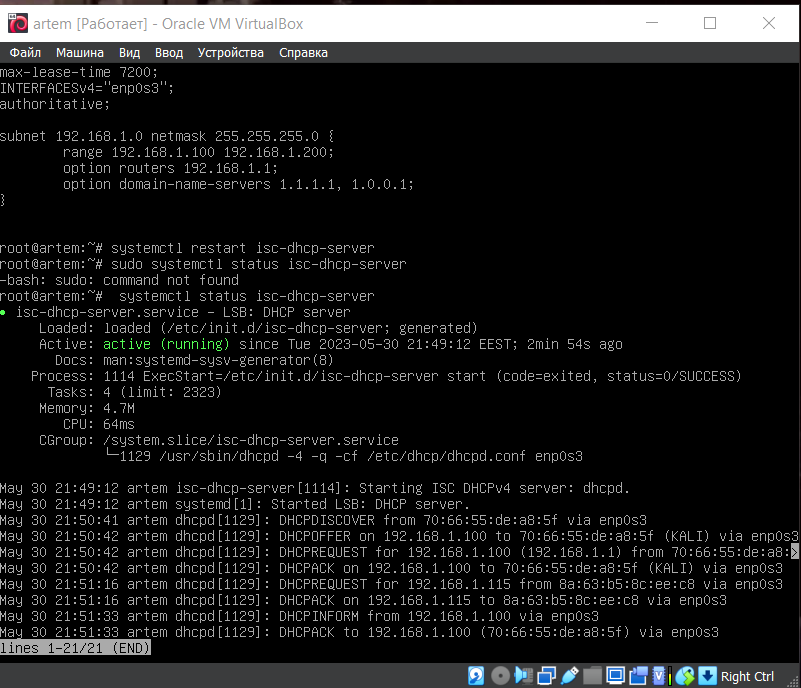 artem [Работает] - Oracle VM VirtualBox
Файл Машина Вид Ввод Устройства Справка
max-lease-time 7200;
INTERFACESv4="enp0s3";
authoritative;
subnet 192.168.1.0 netmask 255.255.255.0 {
range 192.168.1.100 192.168.1.200;
option routers 192.168.1.1;
option domain-name-servers 1.1.1.1, 1.0.0.1;
}
root@artem:~# systemctl restart isc-dhcp-server
root@artem:~# sudo systemctl status isc-dhcp-server
-bash: sudo: command not found
root@artem:~#  systemctl status isc-dhcp-server
● isc-dhcp-server.service - LSB: DHCP server
Loaded: loaded (/etc/init.d/isc-dhcp-server; generated)
Active: active (running) since Tue 2023-05-30 21:49:12 EEST; 2min 54s ago
Docs: man:systemd-sysv-generator(8)
Process: 1114 ExecStart=/etc/init.d/isc-dhcp-server start (code=exited, status=0/SUCCESS)
Tasks: 4 (limit: 2323)
Memory: 4.7M
CPU: 64ms
CGroup: /system.slice/isc-dhcp-server.service
└─1129 /usr/sbin/dhcpd -4 -q -cf /etc/dhcp/dhcpd.conf enp0s3
May 30 21:49:12 artem isc-dhcp-server[1114]: Starting ISC DHCPv4 server: dhcpd.
May 30 21:49:12 artem systemd[1]: Started LSB: DHCP server.
May 30 21:50:41 artem dhcpd[1129]: DHCPDISCOVER from 70:66:55:de:a8:5f via enp0s3
May 30 21:50:42 artem dhcpd[1129]: DHCPOFFER on 192.168.1.100 to 70:66:55:de:a8:5f (KALI) via enp0s3
May 30 21:50:42 artem dhcpd[1129]: DHCPREQUEST for 192.168.1.100 (192.168.1.1) from 70:66:55:de:a8:>
May 30 21:50:42 artem dhcpd[1129]: DHCPACK on 192.168.1.100 to 70:66:55:de:a8:5f (KALI) via enp0s3
May 30 21:51:16 artem dhcpd[1129]: DHCPREQUEST for 192.168.1.115 from 8a:63:b5:8c:ee:c8 via enp0s3
May 30 21:51:16 artem dhcpd[1129]: DHCPACK on 192.168.1.115 to 8a:63:b5:8c:ee:c8 via enp0s3
May 30 21:51:33 artem dhcpd[1129]: DHCPINFORM from 192.168.1.100 via enp0s3
May 30 21:51:33 artem dhcpd[1129]: DHCPACK to 192.168.1.100 (70:66:55:de:a8:5f) via enp0s3
lines 1-21/21 (END)
Right Ctrl